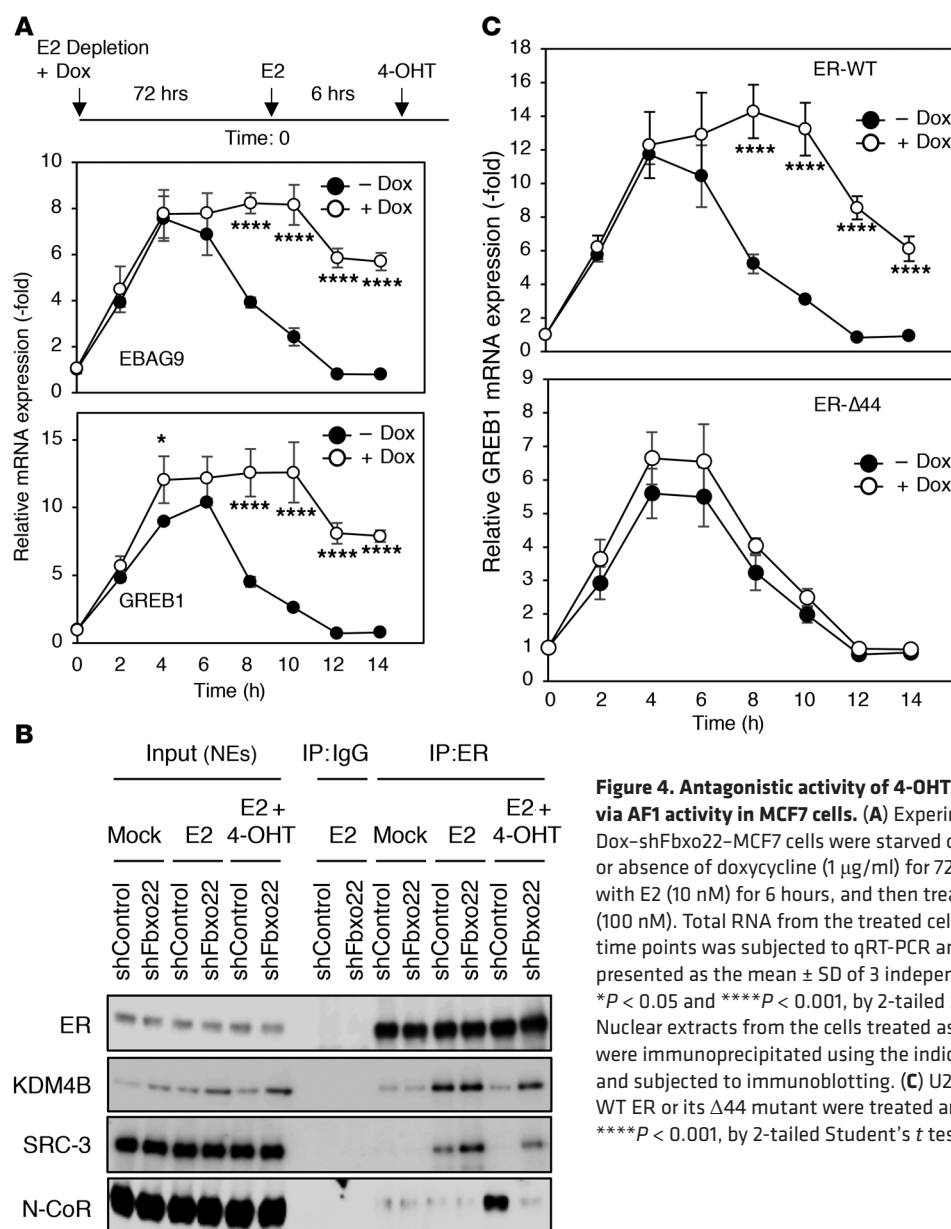 A
E2 Depletion
+ Dox
E2
4-OHT
72 hrs
6 hrs
Time: 0
Relative mRNA expression (-fold)
10
8
6
4
2
0
− Dox
+ Dox
****
****
****
****
EBAG9
15
10
5
0
*
− Dox
+ Dox
****
****
****
****
GREB1
0 2 4 6 8 10 12 14
Time (h)
C
Relative GREB1 mRNA expression (-fold)
18
16
14
12
10
8
6
4
2
0
ER-WT
− Dox
+ Dox
****
****
****
****
9
8
7
6
5
4
3
2
1
0
ER-Δ44
− Dox
+ Dox
0 2 4 6 8 10 12 14
Time (h)
B
Input (NEs) IP:IgG IP:ER
Mock E2 E2 + 4-OHT E2 Mock E2 E2 + 4-OHT
shControl shFbxo22 shControl shFbxo22 shControl shFbxo22 shControl shFbxo22 shControl shFbxo22 shControl shFbxo22 shControl shFbxo22
ER
KDM4B
SRC-3
N-CoR
Figure 4. Antagonistic activity of 4-OHT
via AF1 activity in MCF7 cells. (A) Experin
Dox–shFbxo22–MCF7 cells were starved o
or absence of doxycycline (1 μg/ml) for 72
with E2 (10 nM) for 6 hours, and then trea
(100 nM). Total RNA from the treated cel
time points was subjected to qRT-PCR ar
presented as the mean ± SD of 3 indepen
*P < 0.05 and ****P < 0.001, by 2-tailed
Nuclear extracts from the cells treated as
were immunoprecipitated using the indic
and subjected to immunoblotting. (C) U2
WT ER or its Δ44 mutant were treated ar
****P < 0.001, by 2-tailed Student's t tes